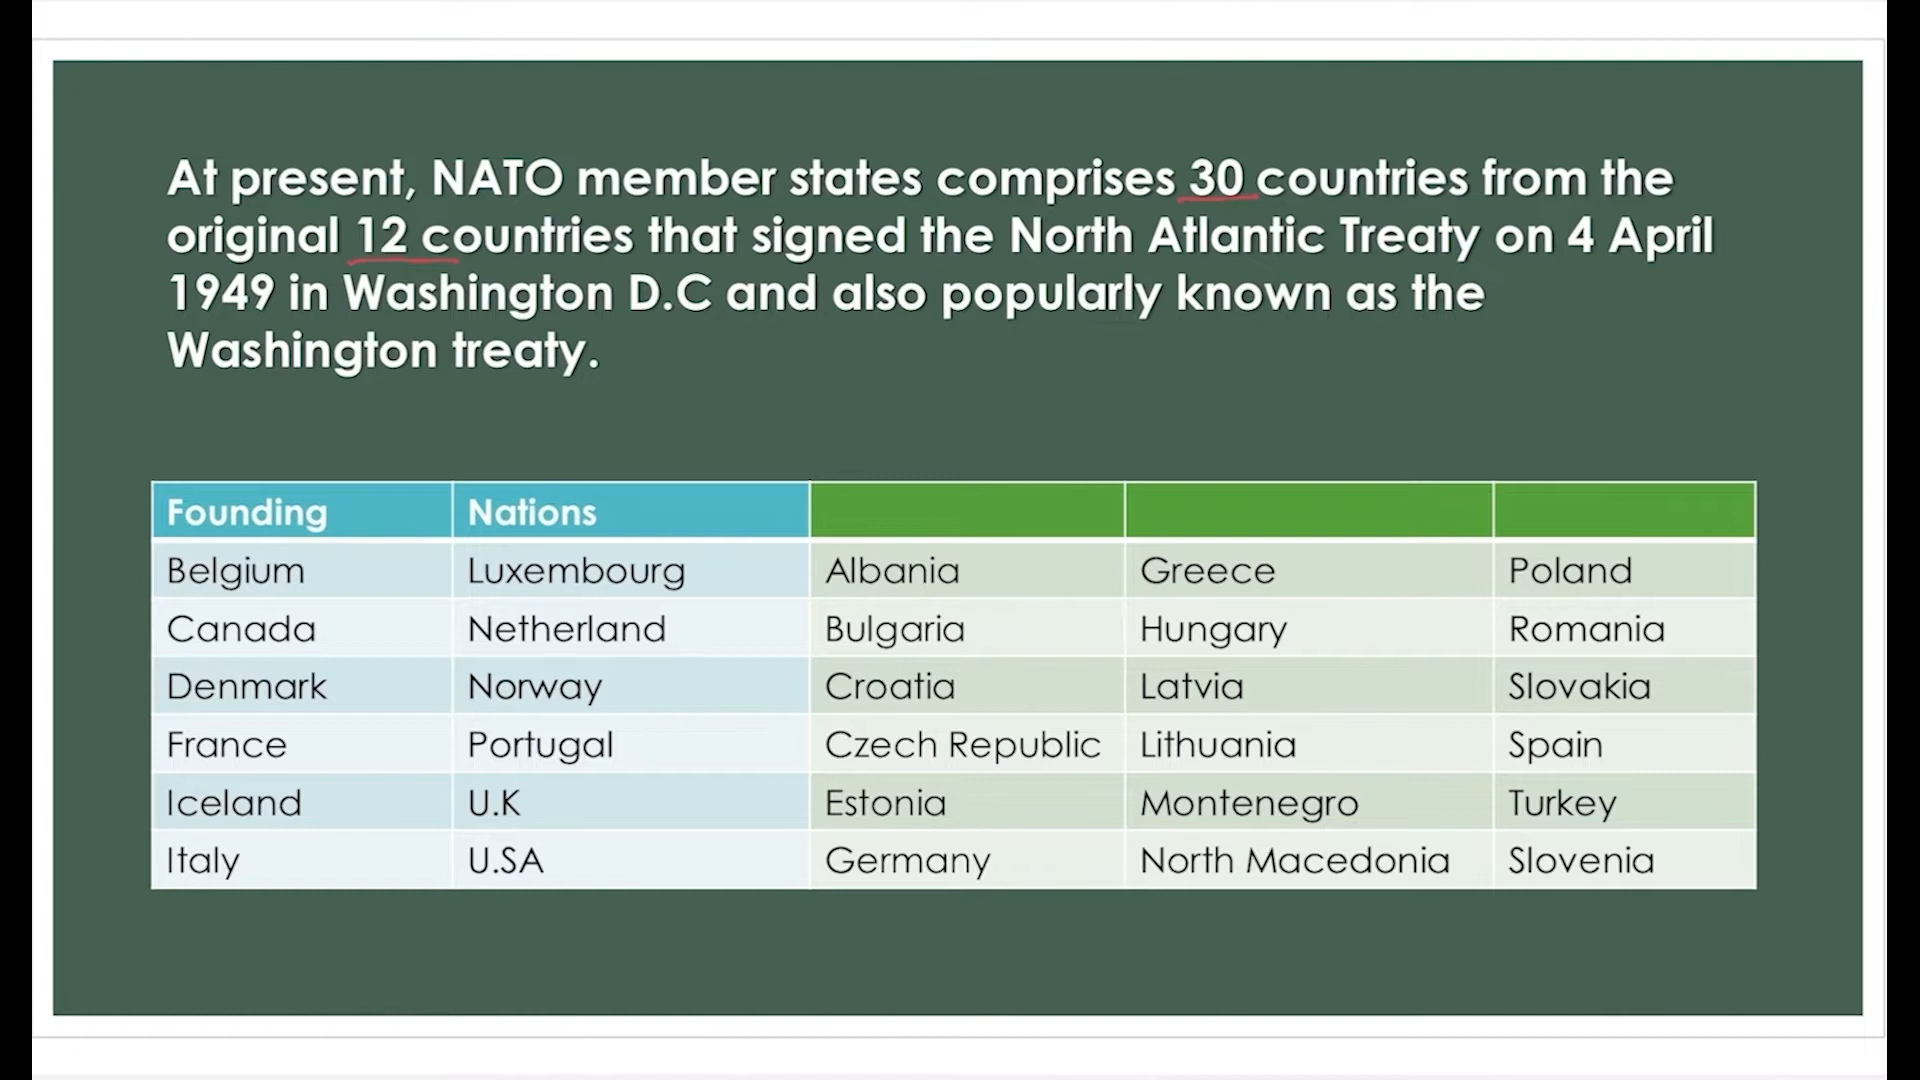 At present, NATO member states comprises 30 countries from the
original 12 countries that signed the North Atlantic Treaty on 4 April
1949 in Washington D.C and also popularly known as the
Washington treaty.
Founding Nations
Belgium Luxembourg Albania Greece Poland
Canada Netherland Bulgaria Hungary Romania
Denmark Norway Croatia Latvia Slovakia
France Portugal Czech Republic Lithuania Spain
Iceland U.K Estonia Montenegro Turkey
Italy U.SA Germany North Macedonia Slovenia